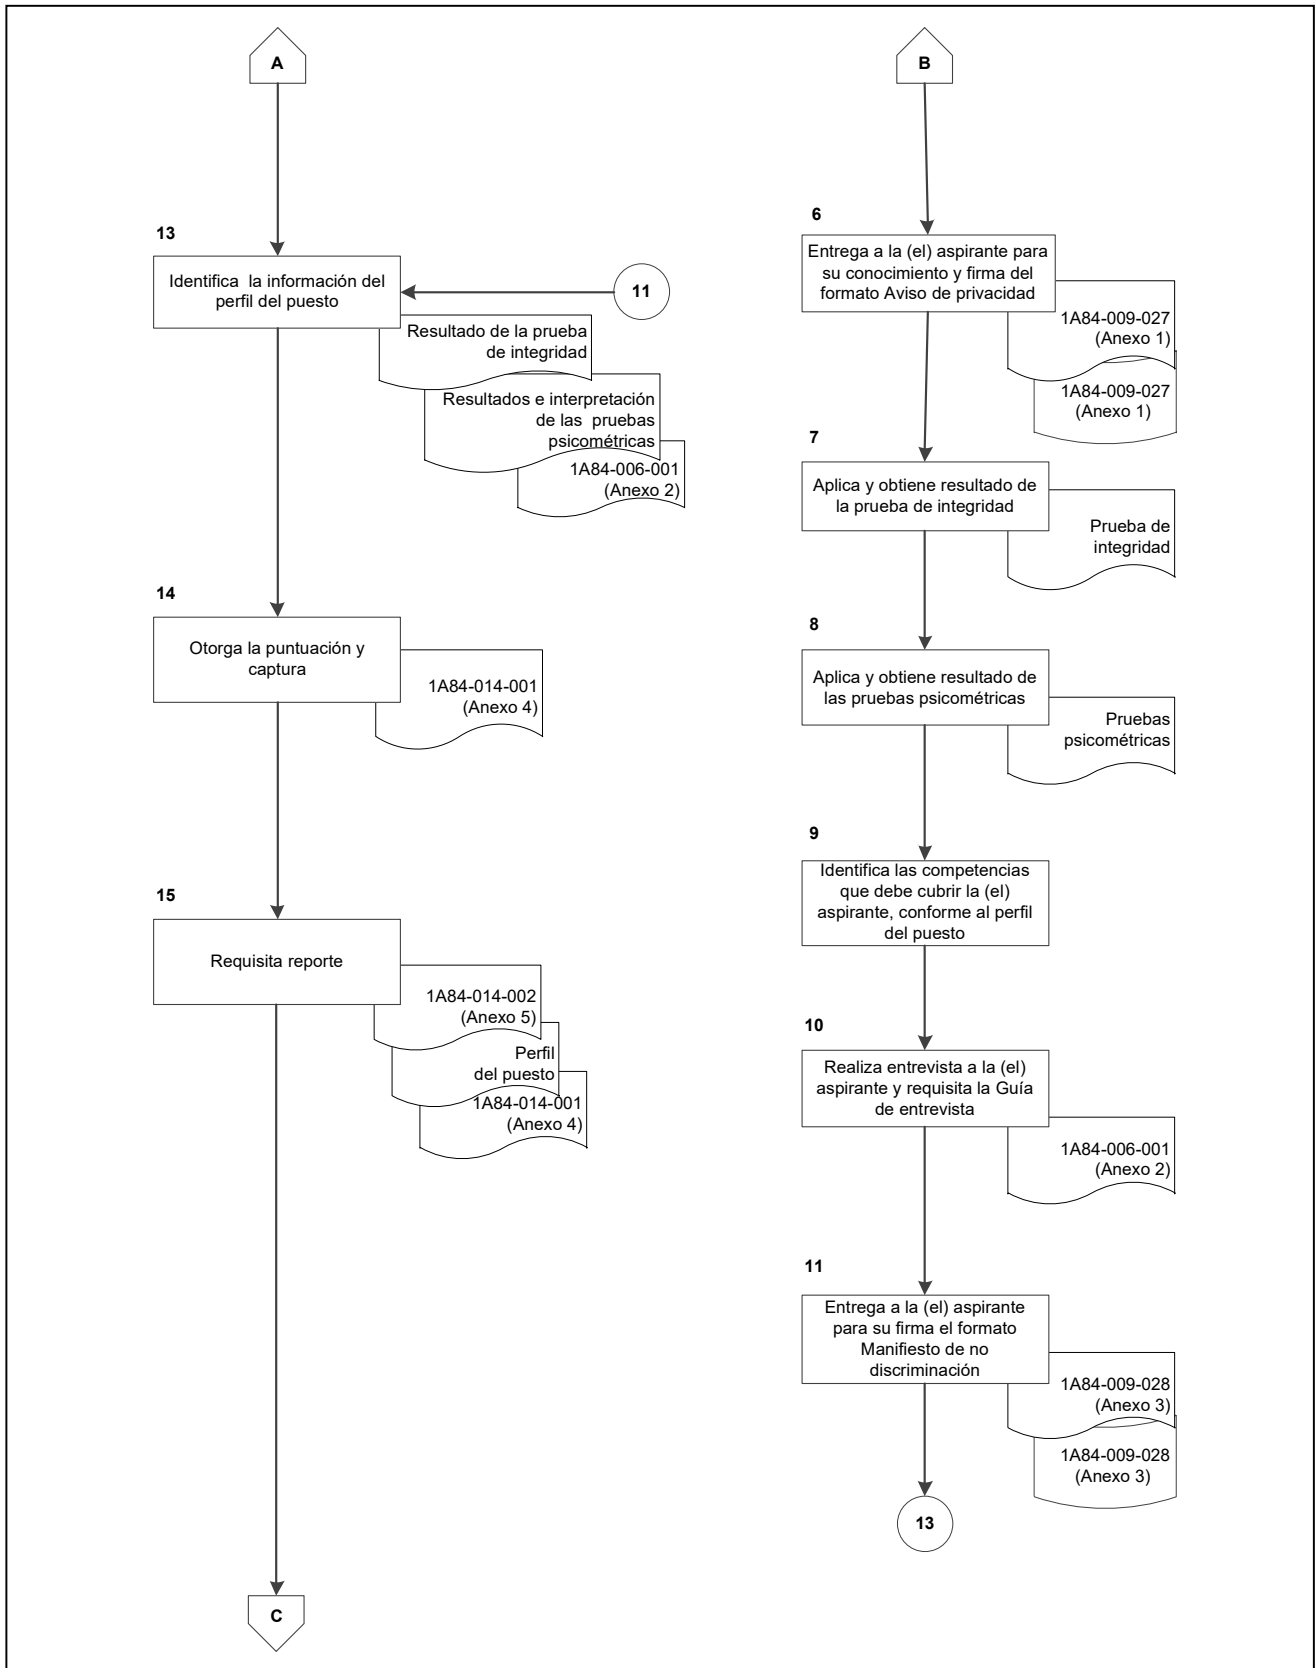 A
13
Identifica la información del
perfil del puesto
11
Resultado de la prueba
de integridad
Resultados e interpretación
de las pruebas
psicométricas
1A84-006-001
(Anexo 2)
14
Otorga la puntuación y
captura
1A84-014-001
(Anexo 4)
15
Requisita reporte
1A84-014-002
(Anexo 5)
Perfil
del puesto
1A84-014-001
(Anexo 4)
C
B
6
Entrega a la (el) aspirante para
su conocimiento y firma del
formato Aviso de privacidad
1A84-009-027
(Anexo 1)
1A84-009-027
(Anexo 1)
7
Aplica y obtiene resultado de
la prueba de integridad
Prueba de
integridad
8
Aplica y obtiene resultado de
las pruebas psicométricas
Pruebas
psicométricas
9
Identifica las competencias
que debe cubrir la (el)
aspirante, conforme al perfil
del puesto
10
Realiza entrevista a la (el)
aspirante y requisita la Guía
de entrevista
1A84-006-001
(Anexo 2)
11
Entrega a la (el) aspirante
para su firma el formato
Manifiesto de no
discriminación
1A84-009-028
(Anexo 3)
1A84-009-028
(Anexo 3)
13